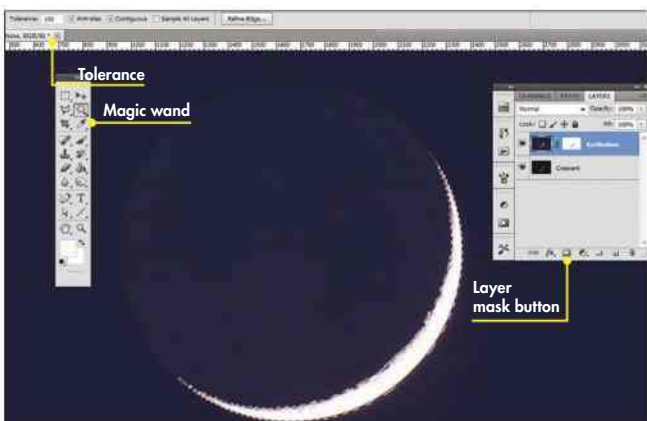 Tolerance: 100 Anti-alias Contiguous Sample All Layers Refine Edge...
Tolerance
Magic wand
CHANNELS PATHS LAYERS
Normal Opacity: 100%
Lock: Fill: 100%
Earthshine
Crescent
Layer
mask button